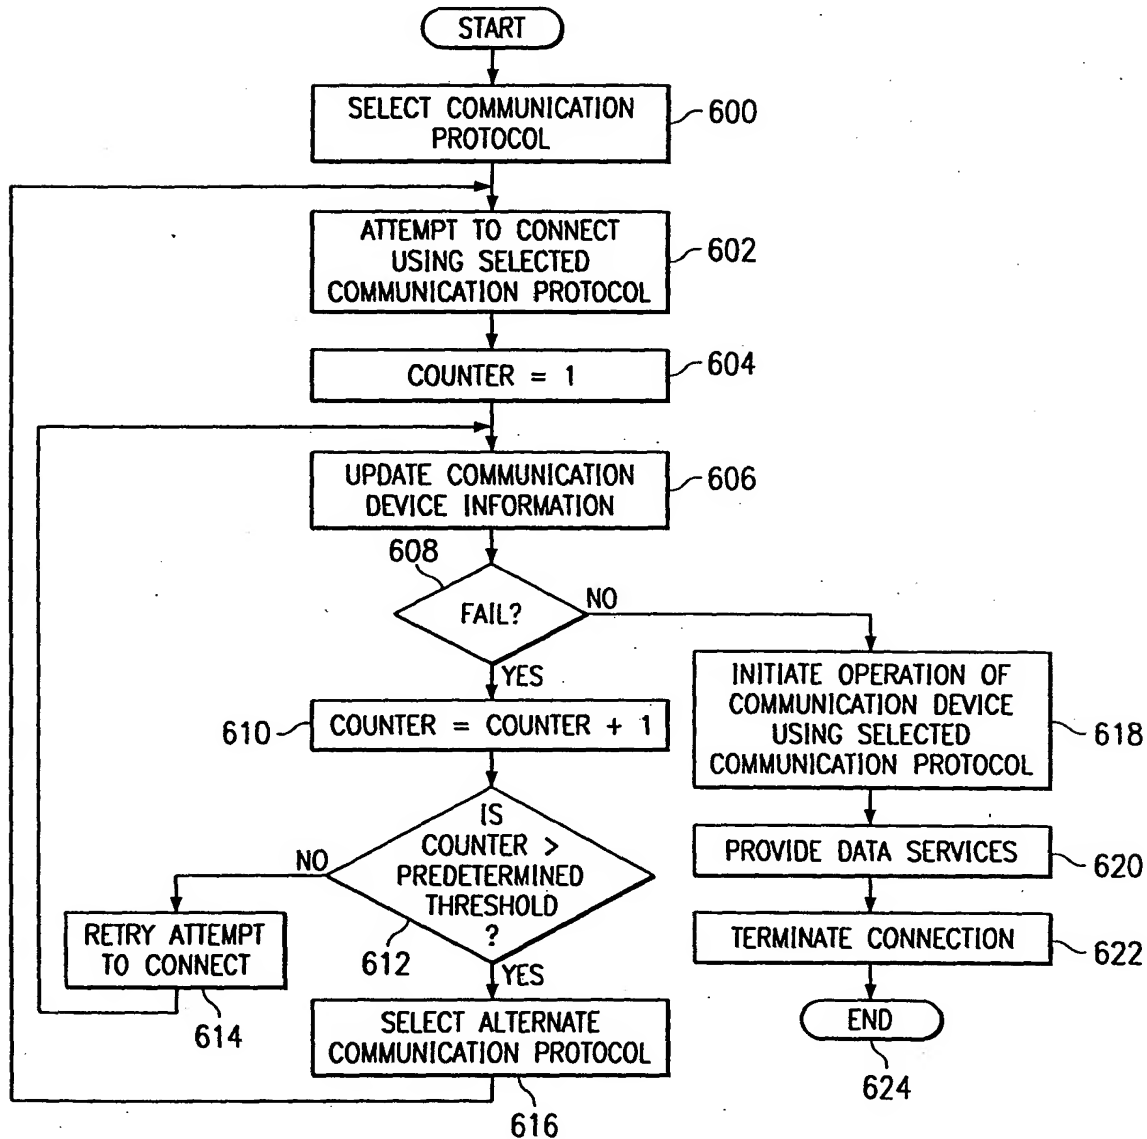 START
SELECT COMMUNICATION
PROTOCOL
600
ATTEMPT TO CONNECT
USING SELECTED
COMMUNICATION PROTOCOL
602
COUNTER = 1
604
UPDATE COMMUNICATION
DEVICE INFORMATION
606
608
FAIL?
NO
YES
610
COUNTER = COUNTER + 1
INITIATE OPERATION OF
COMMUNICATION DEVICE
USING SELECTED
COMMUNICATION PROTOCOL
618
IS
COUNTER >
PREDETERMINED
THRESHOLD
?
NO
612
YES
PROVIDE DATA SERVICES
620
RETRY ATTEMPT
TO CONNECT
614
TERMINATE CONNECTION
622
SELECT ALTERNATE
COMMUNICATION PROTOCOL
616
END
624